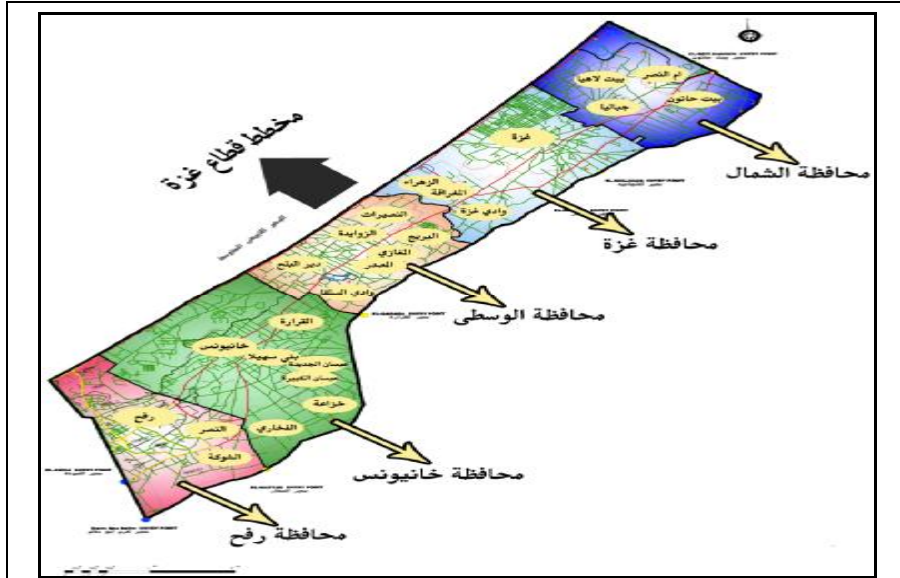 ام النصر
بيت لاهيا
بيت حانون
جباليا
محافظة الشمال
مخطط قطاع غزة
غزة
الزهراء
المغراقة
وادي غزة
محافظة غزة
النصيرات
الزوايدة
البريج
المغازي
المصدر
دير البلح
وادي السلقا
محافظة الوسطى
القرارة
خانيونس
بني سهيلا
عبسان الجديدة
عبسان الكبيرة
خزاعة
الفخاري
محافظة خانيونس
رفح
النصر
الشوكة
محافظة رفح